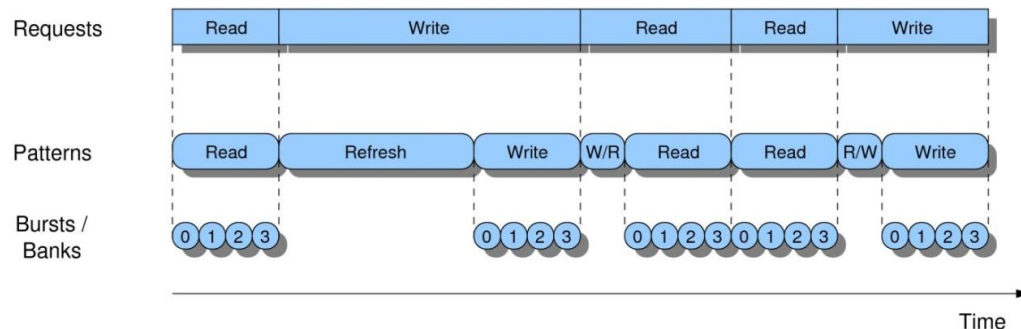 Requests Read Write Read Read Write
Patterns Read Refresh Write W/R Read Read R/W Write
Bursts /
Banks
0 1 2 3 0 1 2 3 0 1 2 3 0 1 2 3 0 1 2 3
Time